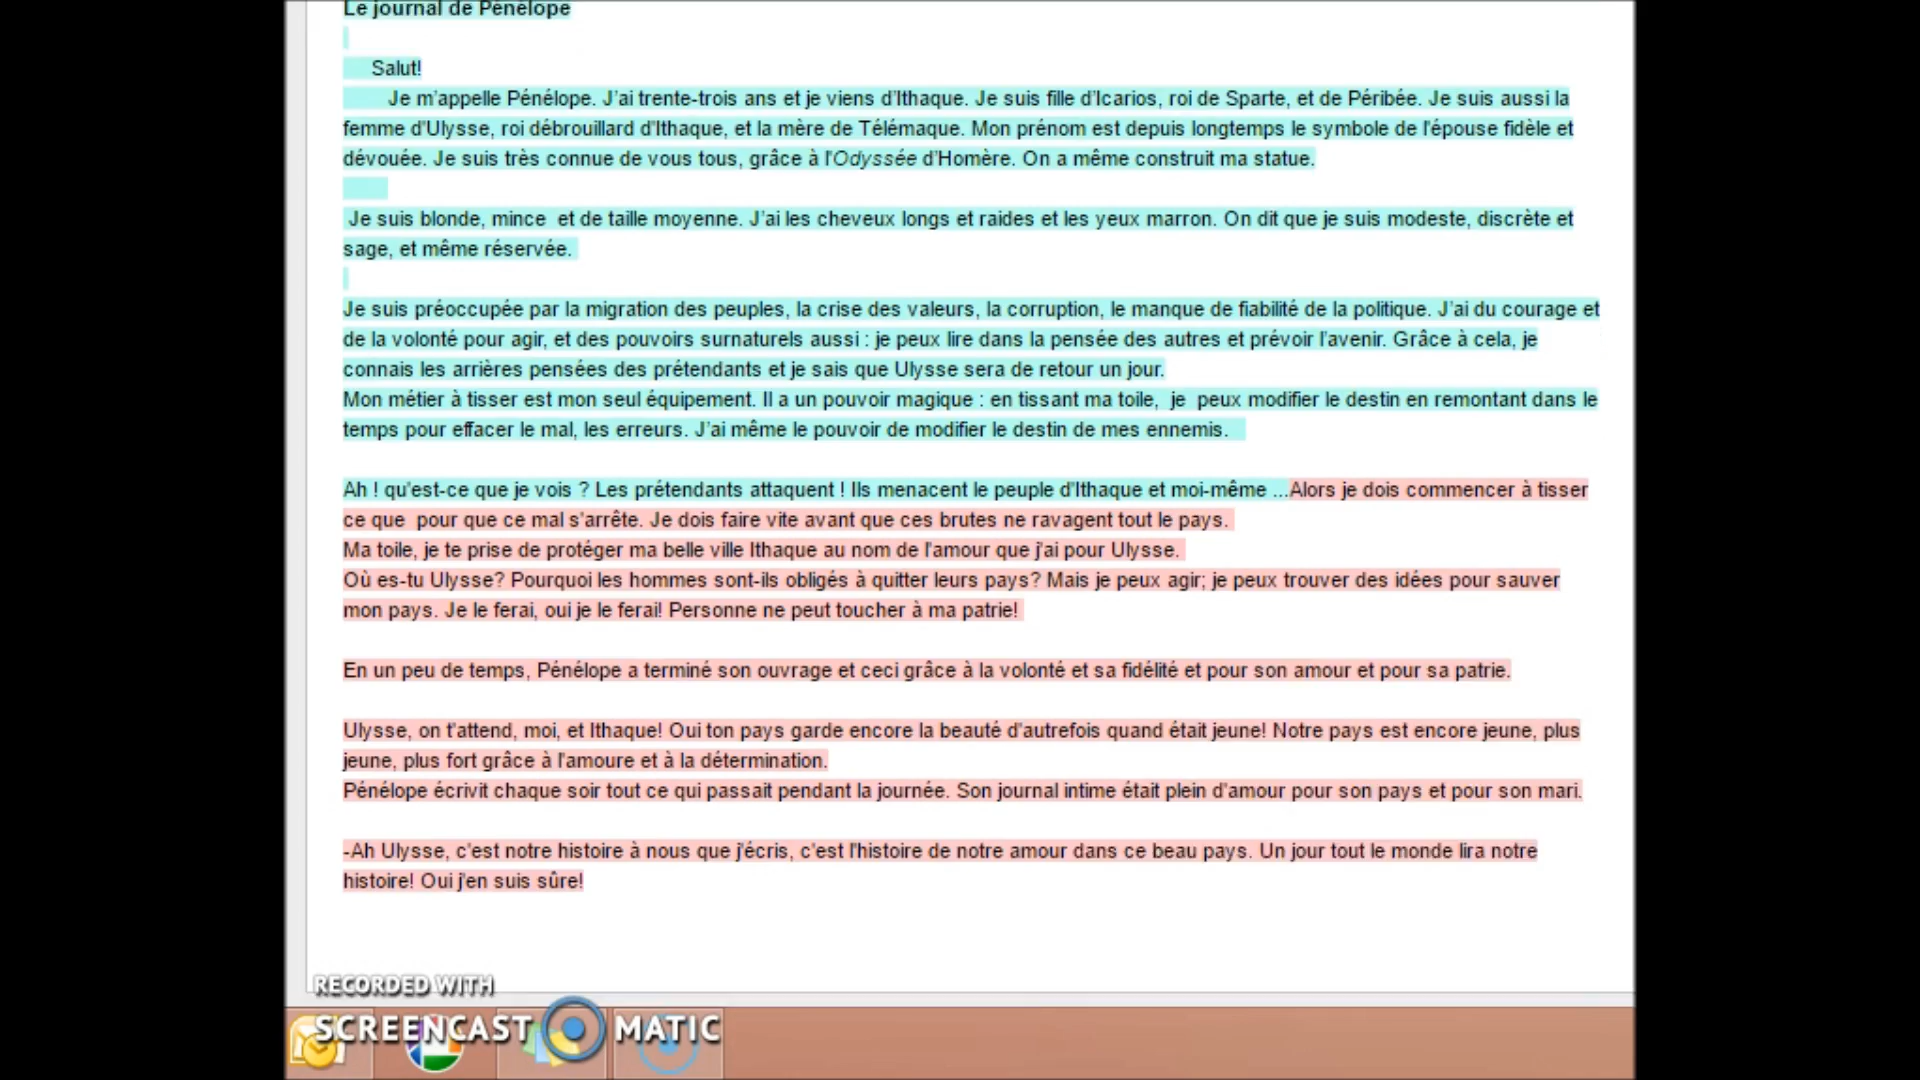 Le journal de Pénélope
Salut!
Je m'appelle Pénélope. J'ai trente-trois ans et je viens d'Ithaque. Je suis fille d'Icarios, roi de Sparte, et de Péribée. Je suis aussi la
femme d'Ulysse, roi débrouillard d'Ithaque, et la mère de Télémaque. Mon prénom est depuis longtemps le symbole de l'épouse fidèle et
dévouée. Je suis très connue de vous tous, grâce à l'Odyssée d'Homère. On a même construit ma statue.
Je suis blonde, mince et de taille moyenne. J'ai les cheveux longs et raides et les yeux marron. On dit que je suis modeste, discrète et
sage, et même réservée.
Je suis préoccupée par la migration des peuples, la crise des valeurs, la corruption, le manque de fiabilité de la politique. J'ai du courage et
de la volonté pour agir, et des pouvoirs surnaturels aussi : je peux lire dans la pensée des autres et prévoir l'avenir. Grâce à cela, je
connais les arrières pensées des prétendants et je sais que Ulysse sera de retour un jour.
Mon métier à tisser est mon seul équipement. Il a un pouvoir magique : en tissant ma toile, je peux modifier le destin en remontant dans le
temps pour effacer le mal, les erreurs. J'ai même le pouvoir de modifier le destin de mes ennemis.
Ah ! qu'est-ce que je vois ? Les prétendants attaquent ! Ils menacent le peuple d'Ithaque et moi-même ...Alors je dois commencer à tisser
ce que pour que ce mal s'arrête. Je dois faire vite avant que ces brutes ne ravagent tout le pays.
Ma toile, je te prise de protéger ma belle ville Ithaque au nom de l'amour que j'ai pour Ulysse.
Où es-tu Ulysse? Pourquoi les hommes sont-ils obligés à quitter leurs pays? Mais je peux agir; je peux trouver des idées pour sauver
mon pays. Je le ferai, oui je le ferai! Personne ne peut toucher à ma patrie!
En un peu de temps, Pénélope a terminé son ouvrage et ceci grâce à la volonté et sa fidélité et pour son amour et pour sa patrie.
Ulysse, on t'attend, moi, et Ithaque! Oui ton pays garde encore la beauté d'autrefois quand était jeune! Notre pays est encore jeune, plus
jeune, plus fort grâce à l'amoure et à la détermination.
Pénélope écrivit chaque soir tout ce qui passait pendant la journée. Son journal intime était plein d'amour pour son pays et pour son mari.
-Ah Ulysse, c'est notre histoire à nous que j'écris, c'est l'histoire de notre amour dans ce beau pays. Un jour tout le monde lira notre
histoire! Oui j'en suis sûre!
RECORDED WITH
SCREENCAST MATIC